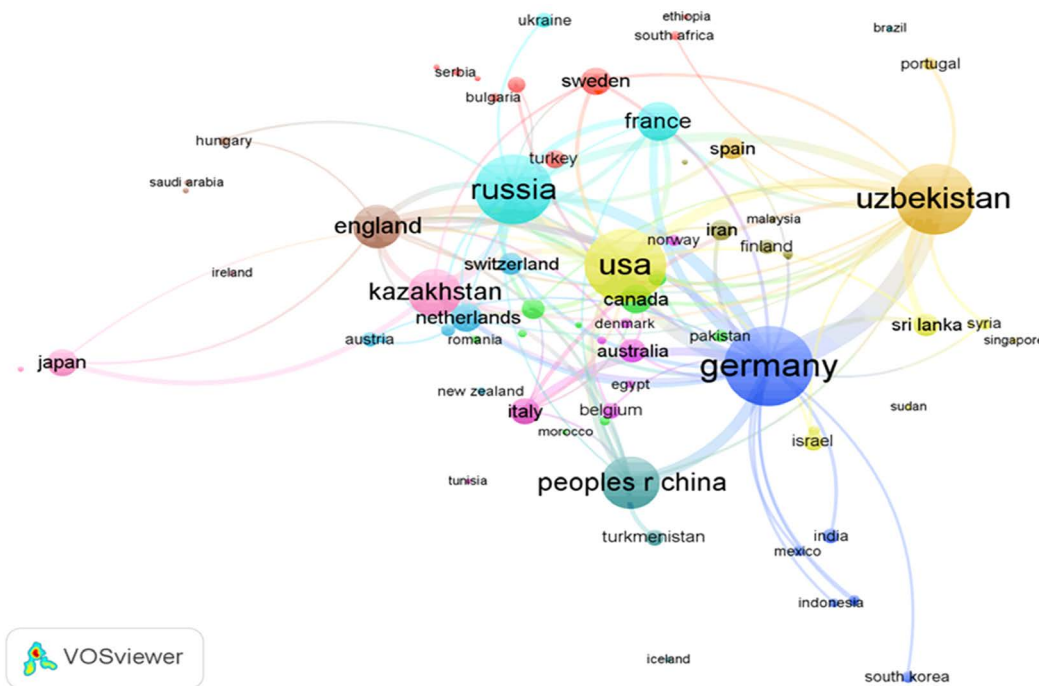 ethiopia
ukraine
south africa
brazil
portugal
serbia
sweden
bulgaria
france
hungary
turkey
spain
saudi arabia
russia
uzbekistan
england
malaysia
iran
norway
finland
switzerland
usa
ireland
kazakhstan
canada
netherlands
denmark
sri lanka
syria
austria
romania
pakistan
singapore
japan
australia
germany
new zealand
egypt
italy
belgium
sudan
morocco
israel
tunisia
peoples r china
turkmenistan
india
mexico
indonesia
VOSviewer
iceland
south korea